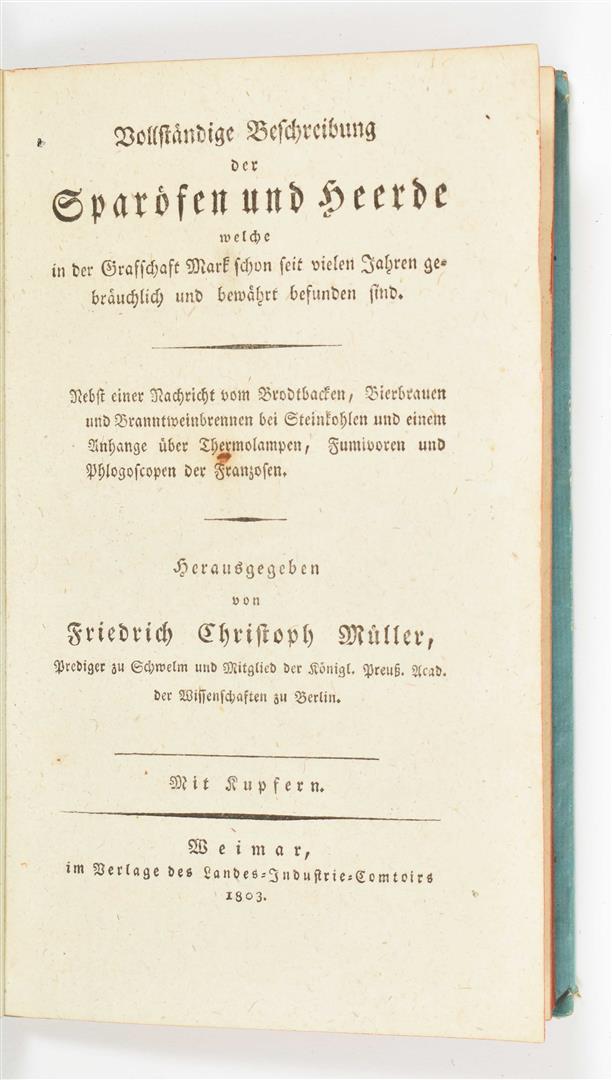 Vollständige Beschreibung
der
Sparöfen und Heerde
welche
in der Grafschaft Mark schon seit vielen Jahren ge-
bräuchlich und bewährt befunden sind.
Nebst einer Nachricht vom Brodtbacken, Bierbrauen
und Branntweinbrennen bei Steinkohlen und einem
Anhange über Thermolampen, Fumivoren und
Phlogoscopen der Franzosen.
Herausgegeben
von
Friedrich Christoph Müller,
Prediger zu Schwelm und Mitglied der Königl. Preuß. Acad.
der Wissenschaften zu Berlin.
Mit Kupfern.
Weimar,
im Verlage des Landes-Industrie-Comtoirs
1803.